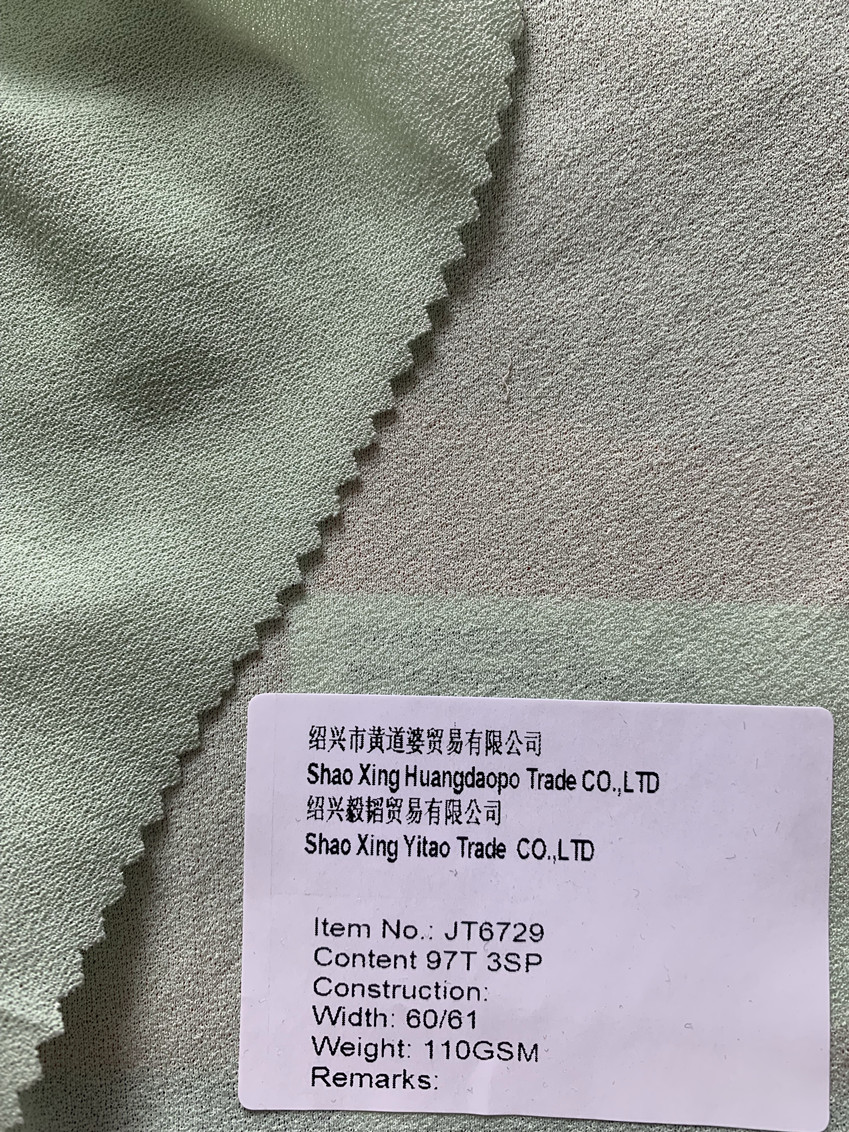 绍兴市黄道婆贸易有限公司
Shao Xing Huangdaopo Trade CO.,LTD
绍兴毅韬贸易有限公司
Shao Xing Yitao Trade CO.,LTD
Item No.: JT6729
Content 97T 3SP
Construction:
Width: 60/61
Weight: 110GSM
Remarks: